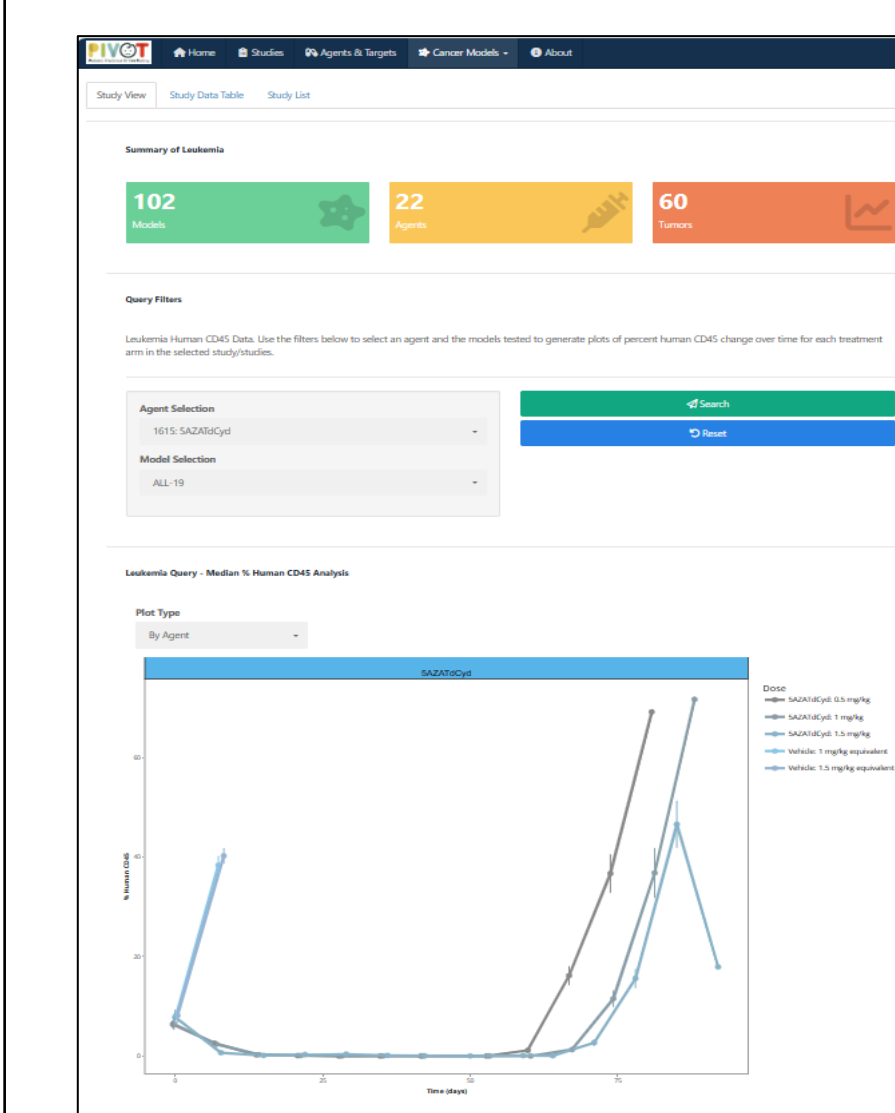 PIVOT
Home
Studies
Agents & Targets
Cancer Models
About
Study View
Study Data Table
Study List
Summary of Leukemia
102
Models
22
Agents
60
Tumors
Query Filters
Leukemia Human CD45 Data. Use the filters below to select an agent and the models tested to generate plots of percent human CD45 change over time for each treatment
arm in the selected study/studies.
Agent Selection
1615: 5AZATdCyd
Model Selection
ALL-19
Search
Reset
Leukemia Query - Median % Human CD45 Analysis
Plot Type
By Agent
5AZATdCyd
Dose
5AZATdCyd: 0.5 mg/kg
5AZATdCyd: 1 mg/kg
5AZATdCyd: 1.5 mg/kg
Vehicle: 1 mg/kg equivalent
Vehicle: 1.5 mg/kg equivalent
60
40
20
0
% Human CD45
0
25
50
75
Time (days)